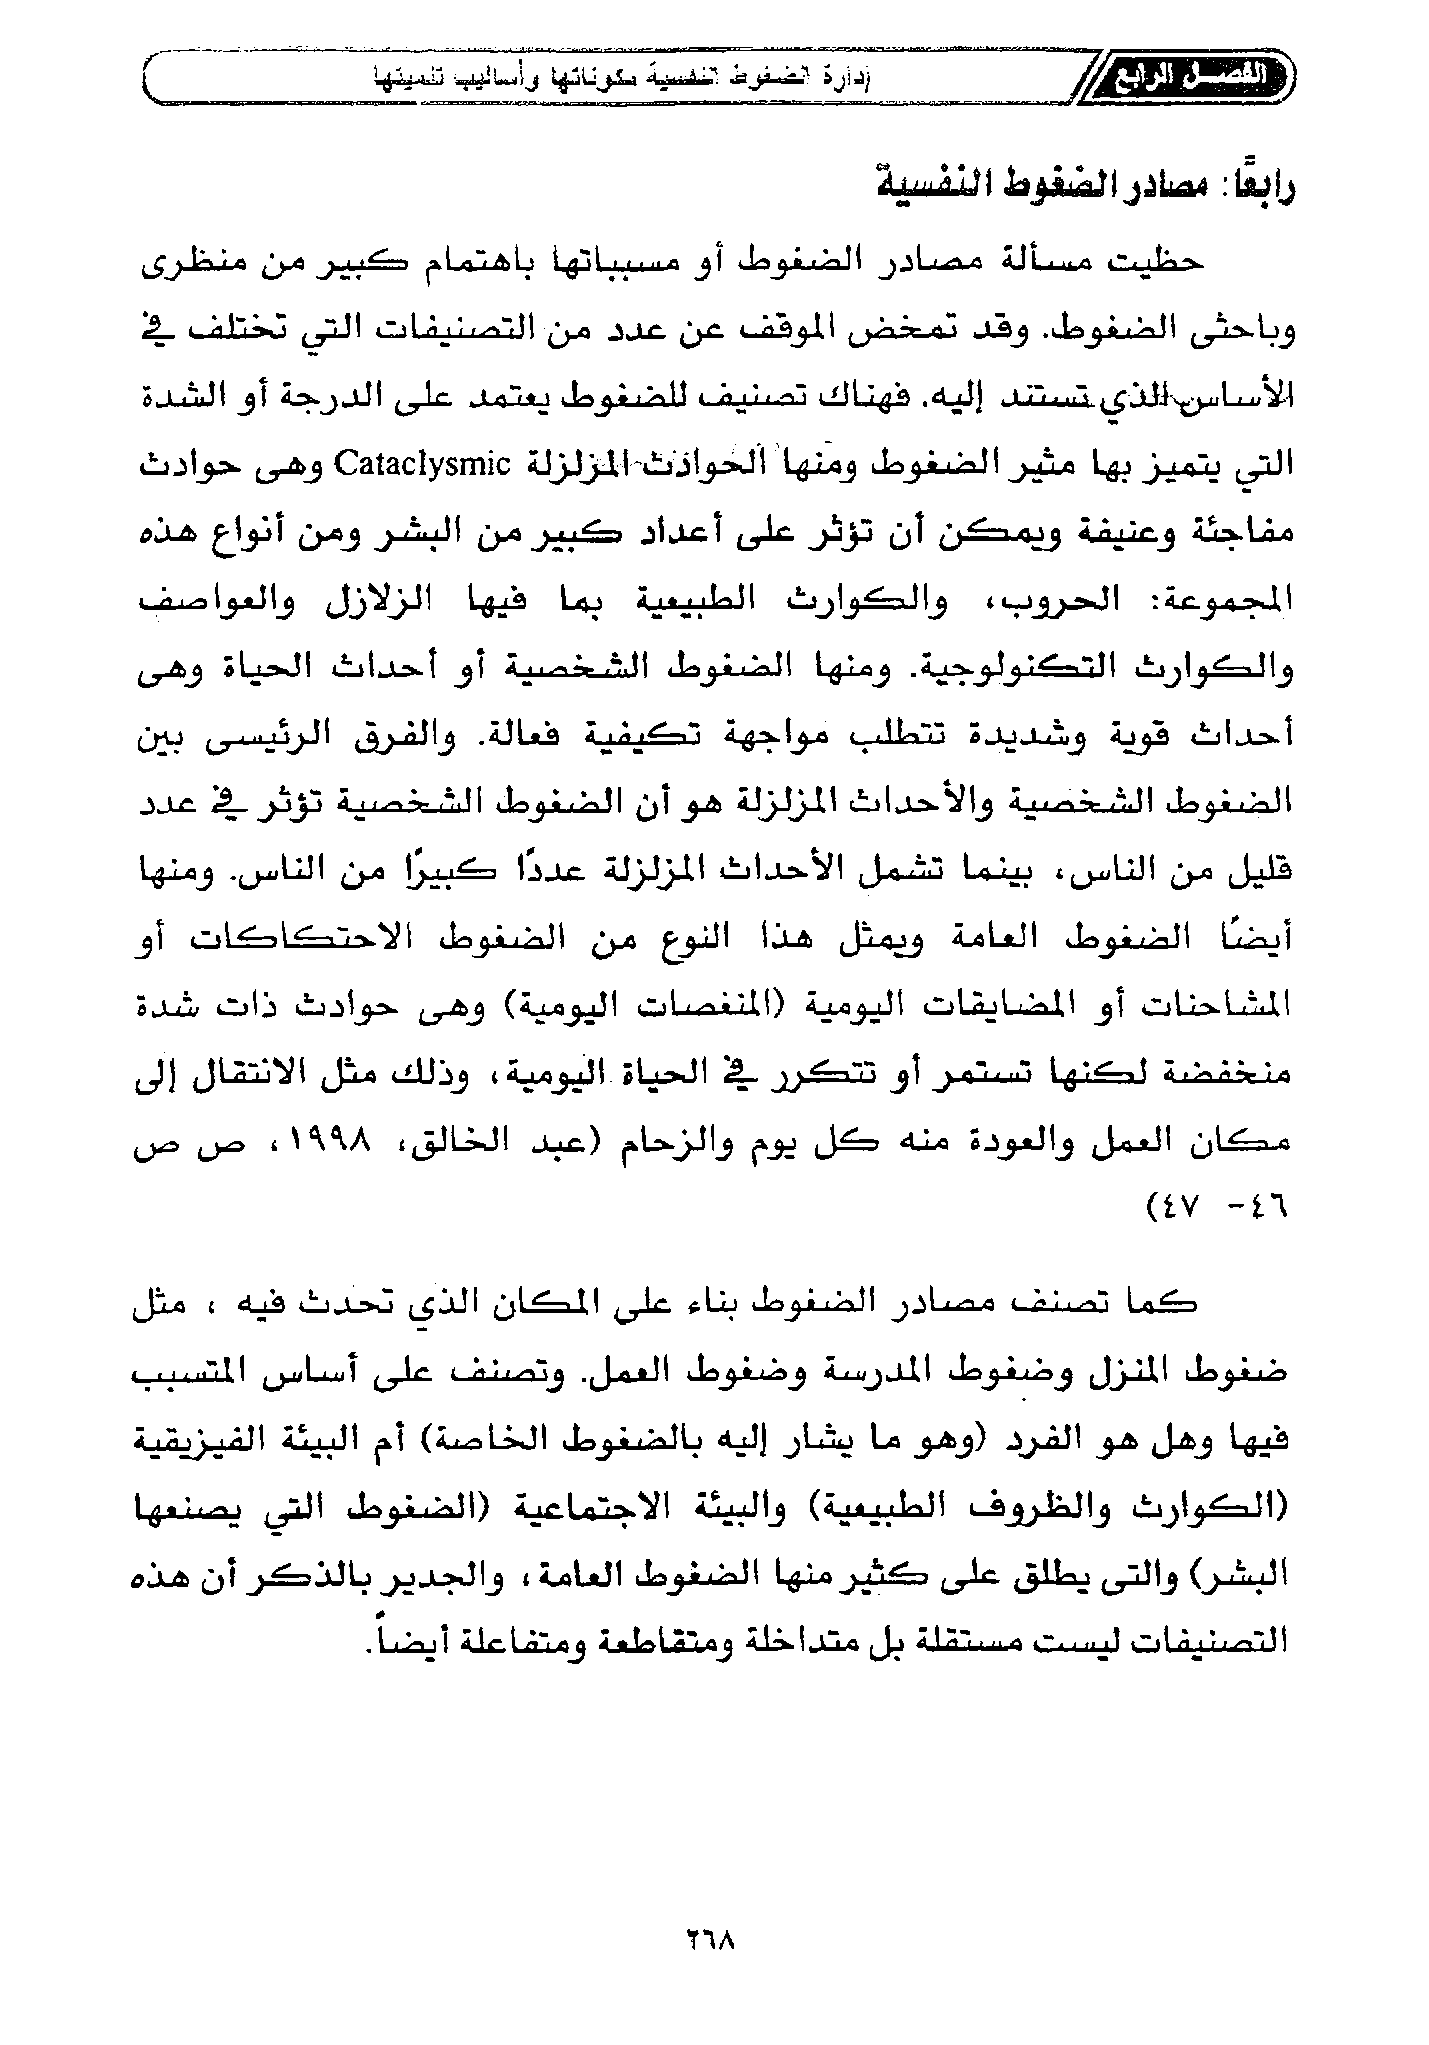 الفصل الرابع
إدارة الضغوط النفسية مكوناتها وأساليب تنميتها
رابعًا: مصادر الضغوط النفسية
حظيت مسألة مصادر الضغوط أو مسبباتها باهتمام كبير من منظرى
وباحثى الضغوط. وقد تمخض الموقف عن عدد من التصنيفات التي تختلف في
الأساس الذي تستند إليه. فهناك تصنيف للضغوط يعتمد على الدرجة أو الشدة
التي يتميز بها مثير الضغوط ومنها الحوادث المزلزلة Cataclysmic وهى حوادث
مفاجئة وعنيفة ويمكن أن تؤثر على أعداد كبير من البشر ومن أنواع هذه
المجموعة: الحروب، والكوارث الطبيعية بما فيها الزلازل والعواصف
والكوارث التكنولوجية. ومنها الضغوط الشخصية أو أحداث الحياة وهى
أحداث قوية وشديدة تتطلب مواجهة تكيفية فعالة. والفرق الرئيسى بين
الضغوط الشخصية والأحداث المزلزلة هو أن الضغوط الشخصية تؤثر في عدد
قليل من الناس، بينما تشمل الأحداث المزلزلة عددًا كبيرًا من الناس. ومنها
أيضًا الضغوط العامة ويمثل هذا النوع من الضغوط الاحتكاكات أو
المشاحنات أو المضايقات اليومية (المنغصات اليومية) وهى حوادث ذات شدة
منخفضة لكنها تستمر أو تتكرر في الحياة اليومية، وذلك مثل الانتقال إلى
مكان العمل والعودة منه كل يوم والزحام (عبد الخالق، ١٩٩٨، ص ص
٤٦- ٤٧)
كما تصنف مصادر الضغوط بناء على المكان الذي تحدث فيه ، مثل
ضغوط المنزل وضغوط المدرسة وضغوط العمل. وتصنف على أساس المتسبب
فيها وهل هو الفرد (وهو ما يشار إليه بالضغوط الخاصة) أم البيئة الفيزيقية
(الكوارث والظروف الطبيعية) والبيئة الاجتماعية (الضغوط التي يصنعها
البشر) والتى يطلق على كثير منها الضغوط العامة، والجدير بالذكر أن هذه
التصنيفات ليست مستقلة بل متداخلة ومتقاطعة ومتفاعلة أيضاً.
٢٦٨